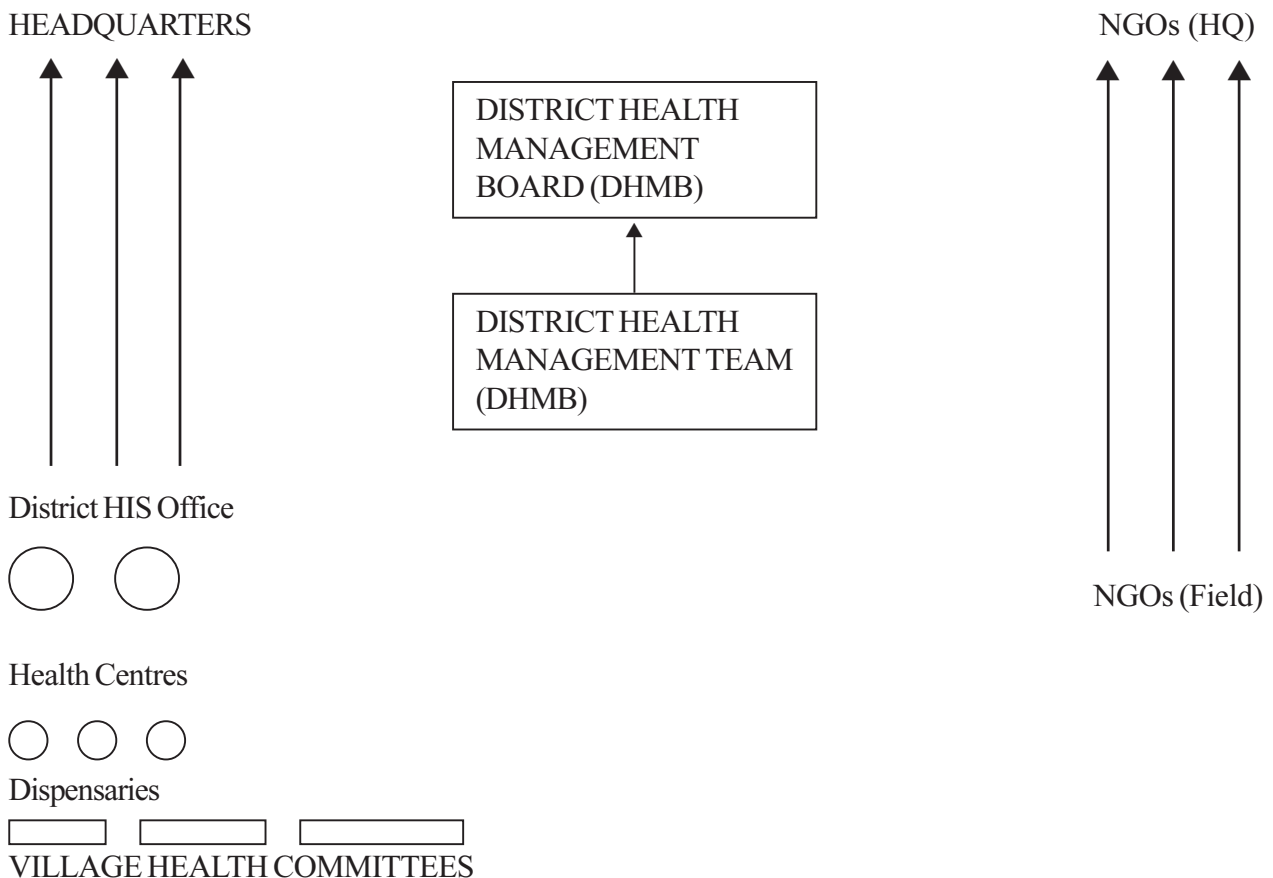 HEADQUARTERS
NGOs (HQ)
DISTRICT HEALTH
MANAGEMENT
BOARD (DHMB)
DISTRICT HEALTH
MANAGEMENT TEAM
(DHMB)
District HIS Office
NGOs (Field)
Health Centres
Dispensaries
VILLAGE HEALTH COMMITTEES